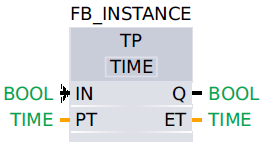 FB_INSTANCE
TP
TIME
BOOL IN Q BOOL
TIME PT ET TIME